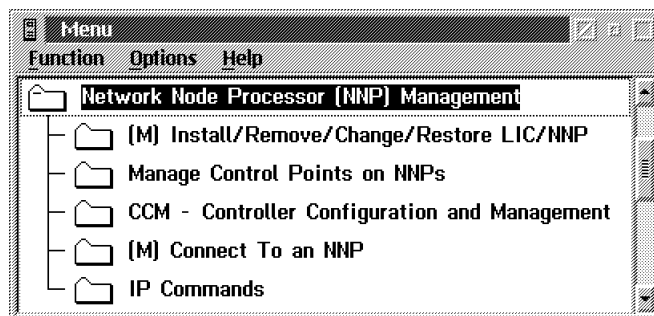 Menu
Function Options Help
Network Node Processor (NNP) Management
(M) Install/Remove/Change/Restore LIC/NNP
Manage Control Points on NNPs
CCM - Controller Configuration and Management
(M) Connect To an NNP
IP Commands